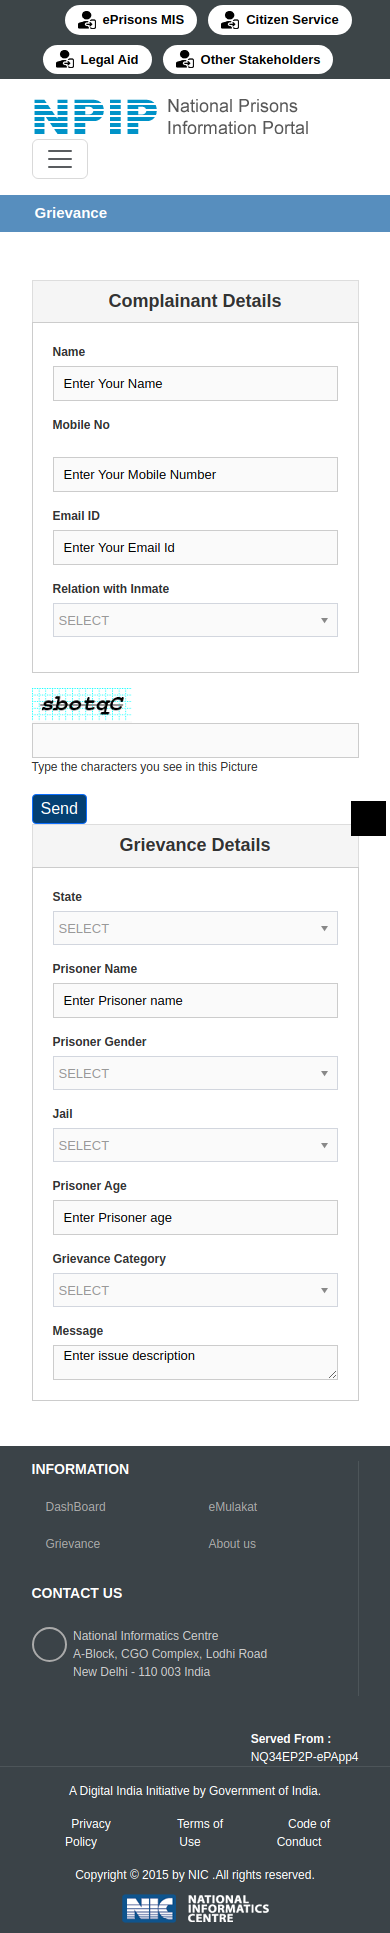 ePrisons MIS
Citizen Service
Legal Aid
Other Stakeholders
NPIP National Prisons
Information Portal
Grievance
Complainant Details
Name
Enter Your Name
Mobile No
Enter Your Mobile Number
Email ID
Enter Your Email Id
Relation with Inmate
SELECT
sbotqC
Type the characters you see in this Picture
Send
Grievance Details
State
SELECT
Prisoner Name
Enter Prisoner name
Prisoner Gender
SELECT
Jail
SELECT
Prisoner Age
Enter Prisoner age
Grievance Category
SELECT
Message
Enter issue description
INFORMATION
DashBoard
eMulakat
Grievance
About us
CONTACT US
National Informatics Centre
A-Block, CGO Complex, Lodhi Road
New Delhi - 110 003 India
Served From :
NQ34EP2P-ePApp4
A Digital India Initiative by Government of India.
Privacy
Policy
Terms of
Use
Code of
Conduct
Copyright © 2015 by NIC .All rights reserved.
NIC
NATIONAL
INFORMATICS
CENTRE